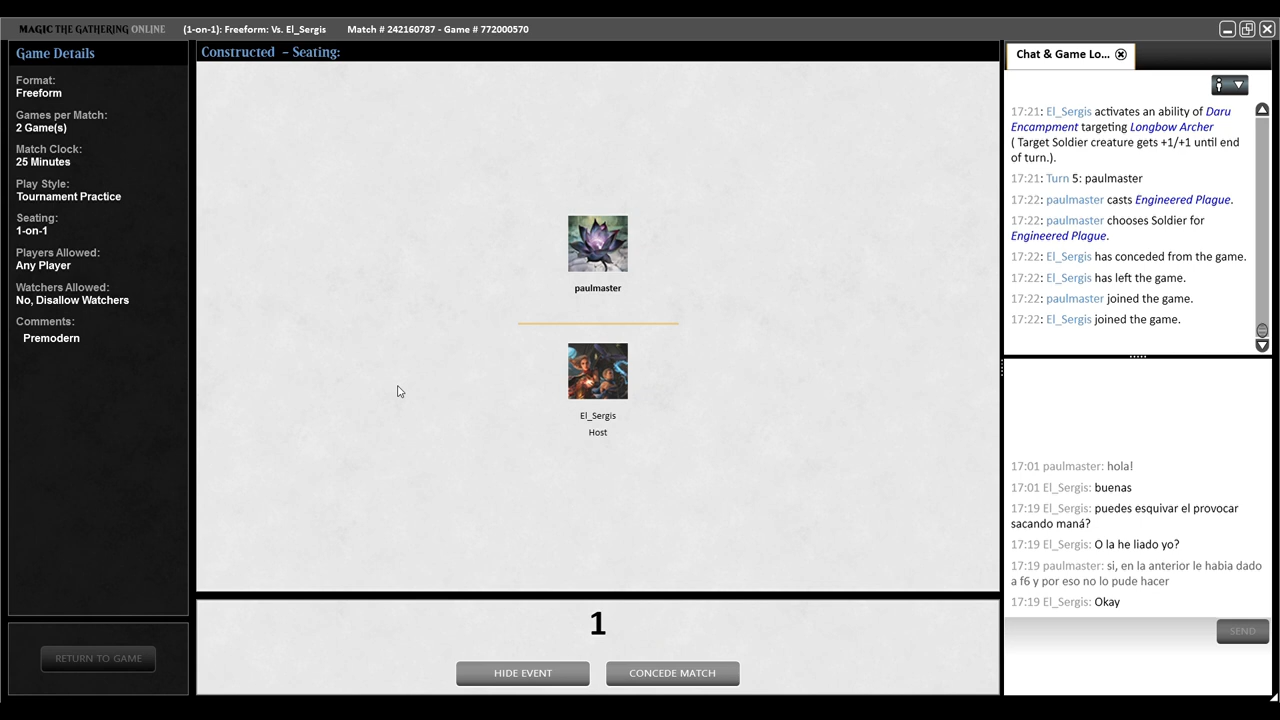 MAGIC THE GATHERING ONLINE (1-on-1): Freeform: Vs. El_Sergis Match # 242160787 - Game # 772000570
Game Details
Format:
Freeform
Games per Match:
2 Game(s)
Match Clock:
25 Minutes
Play Style:
Tournament Practice
Seating:
1-on-1
Players Allowed:
Any Player
Watchers Allowed:
No, Disallow Watchers
Comments:
Premodern
RETURN TO GAME
Constructed - Seating:
paulmaster
El_Sergis
Host
1
HIDE EVENT CONCEDE MATCH
Chat & Game Lo...
17:21: El_Sergis activates an ability of Daru
Encampment targeting Longbow Archer
( Target Soldier creature gets +1/+1 until end
of turn.).
17:21: Turn 5: paulmaster
17:22: paulmaster casts Engineered Plague.
17:22: paulmaster chooses Soldier for
Engineered Plague.
17:22: El_Sergis has conceded from the game.
17:22: El_Sergis has left the game.
17:22: paulmaster joined the game.
17:22: El_Sergis joined the game.
17:01 paulmaster: hola!
17:01 El_Sergis: buenas
17:19 El_Sergis: puedes esquivar el provocar
sacando maná?
17:19 El_Sergis: O la he liado yo?
17:19 paulmaster: si, en la anterior le habia dado
a f6 y por eso no lo pude hacer
17:19 El_Sergis: Okay
SEND